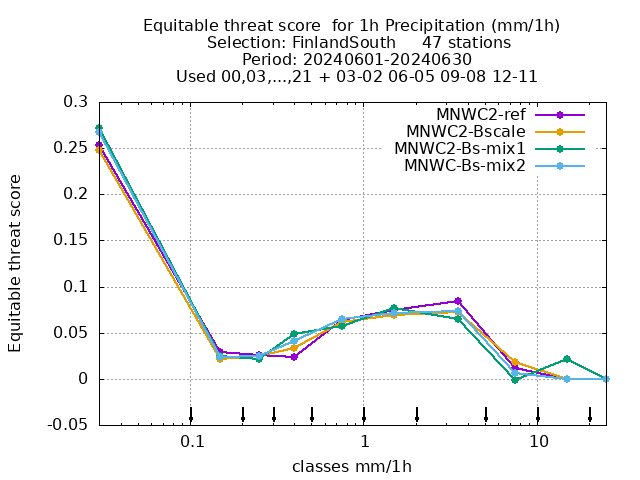 Equitable threat score  for 1h Precipitation (mm/1h)
Selection: FinlandSouth     47 stations
Period: 20240601-20240630
Used 00,03,...,21 + 03-02 06-05 09-08 12-11
MNWC2-ref
MNWC2-Bscale
MNWC2-Bs-mix1
MNWC-Bs-mix2
0.3
0.25
0.2
0.15
0.1
0.05
0
-0.05
Equitable threat score
0.1 1 10
classes mm/1h